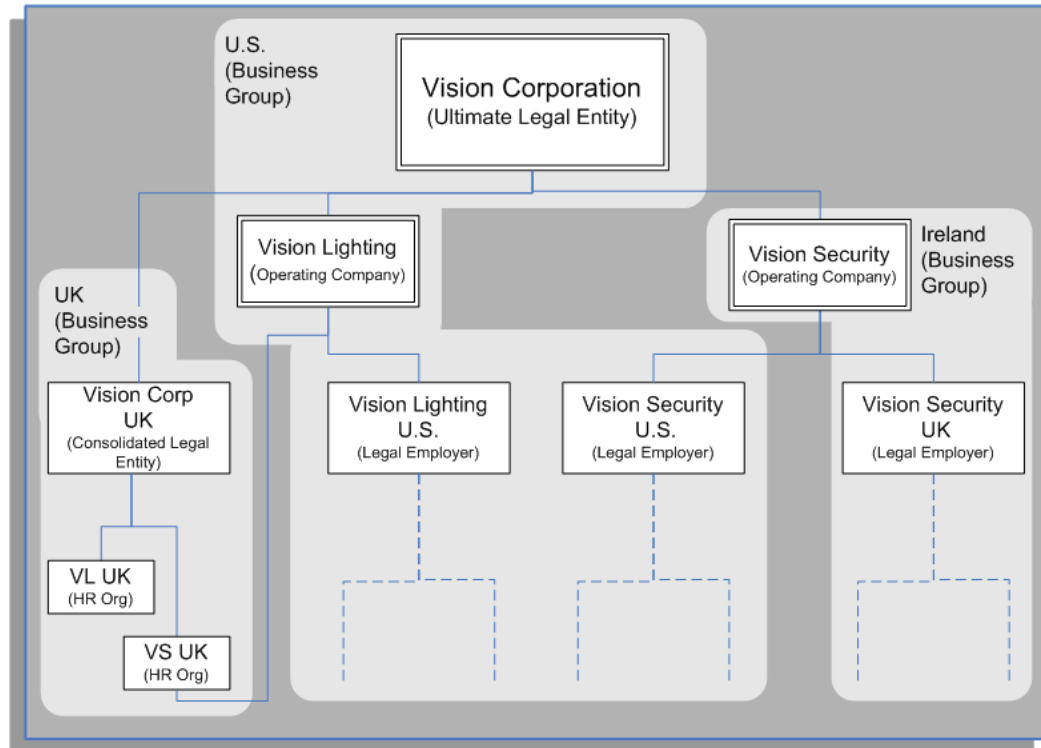 U.S.
(Business
Group)
Vision Corporation
(Ultimate Legal Entity)
Vision Lighting
(Operating Company)
Vision Security
(Operating Company)
Ireland
(Business
Group)
UK
(Business
Group)
Vision Corp
UK
(Consolidated Legal
Entity)
Vision Lighting
U.S.
(Legal Employer)
Vision Security
U.S.
(Legal Employer)
Vision Security
UK
(Legal Employer)
VL UK
(HR Org)
VS UK
(HR Org)